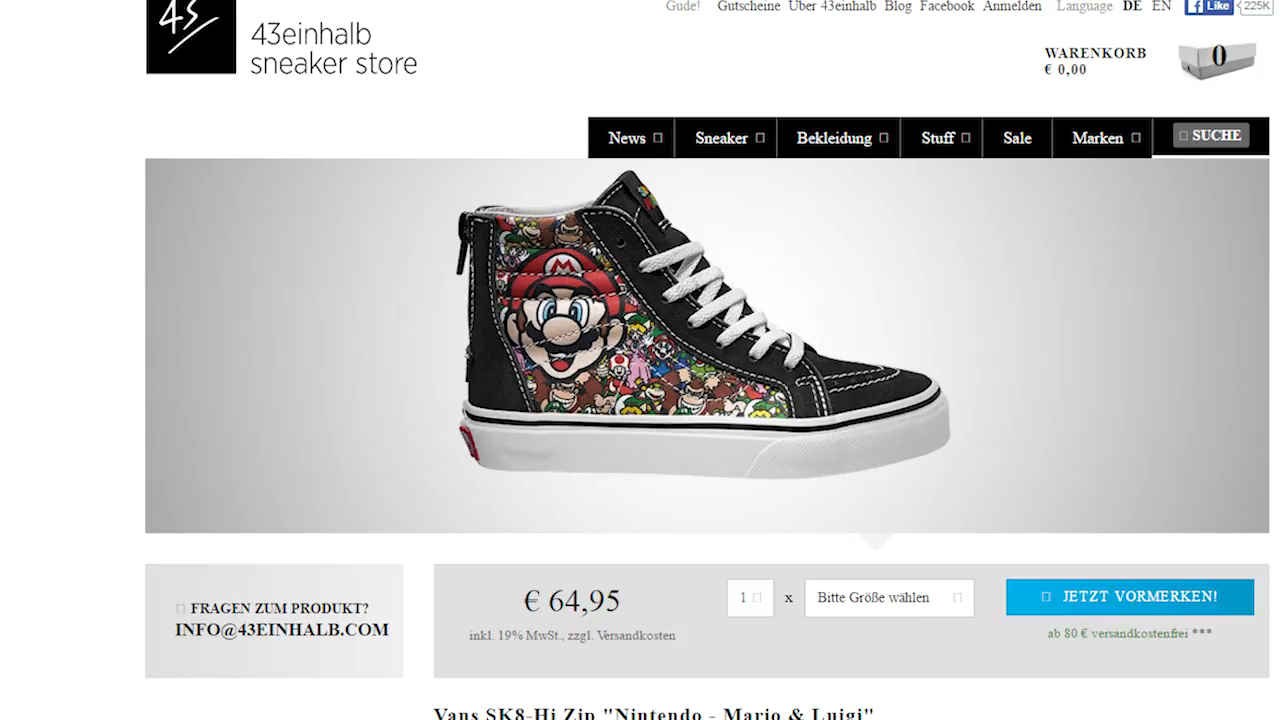 Gude! Gutscheine Über 43einhalb Blog Facebook Anmelden Language DE EN Like 225K
43
43einhalb
sneaker store
WARENKORB
€ 0,00
0
News Sneaker Bekleidung Stuff Sale Marken SUCHE
M
FRAGEN ZUM PRODUKT?
INFO@43EINHALB.COM
€ 64,95
inkl. 19% MwSt., zzgl. Versandkosten
1 x Bitte Größe wählen
JETZT VORMERKEN!
ab 80 € versandkostenfrei ***
Vans SK8-Hi Zip "Nintendo - Mario & Luigi"